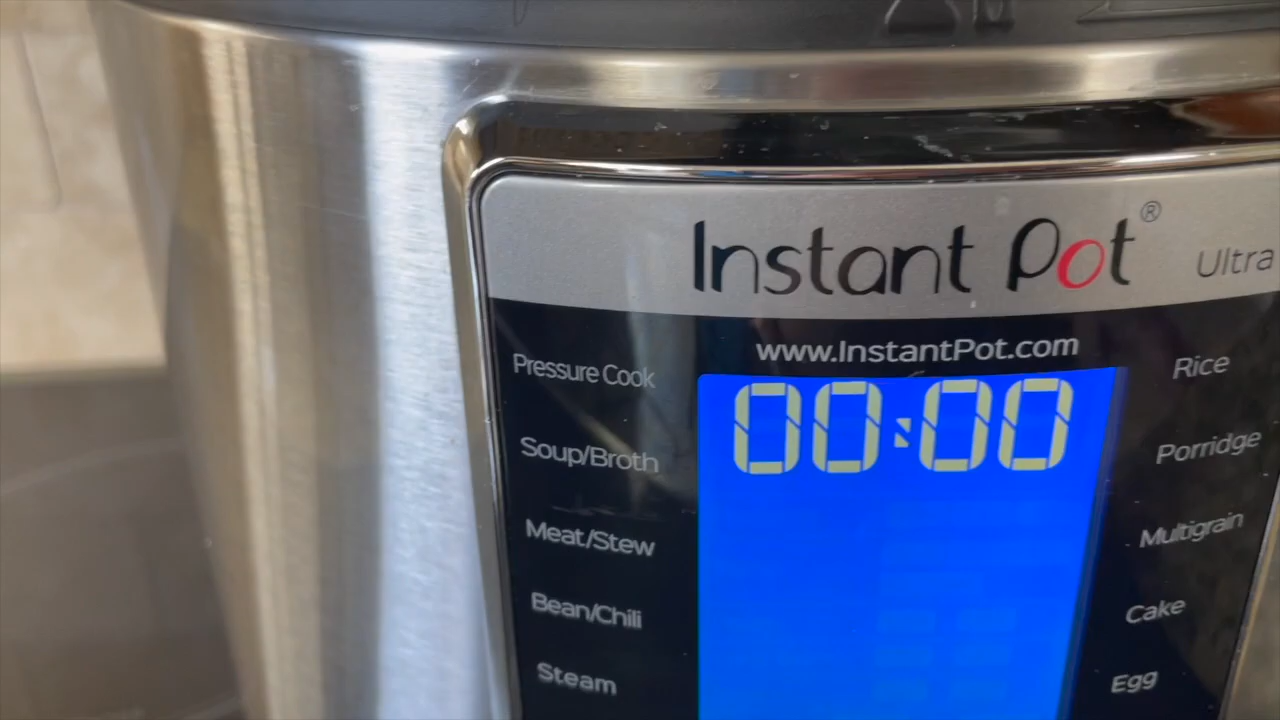 Instant Pot®
Ultra
www.InstantPot.com
00:00
Pressure Cook
Soup/Broth
Meat/Stew
Bean/Chili
Steam
Rice
Porridge
Multigrain
Cake
Egg